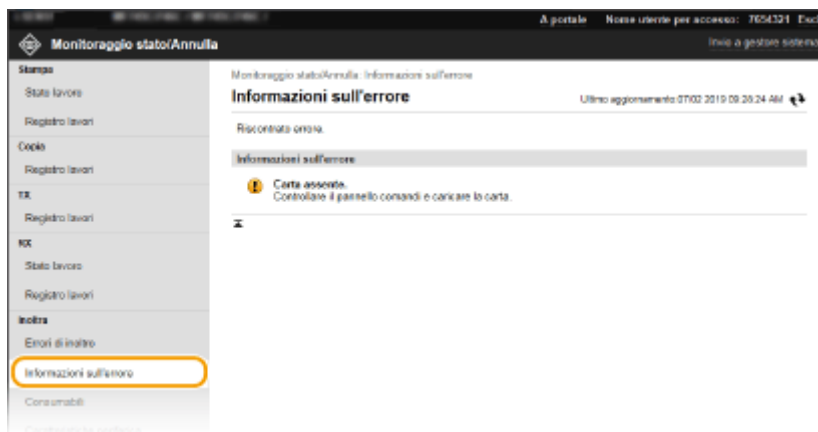 A portale Nome utente per accesso: 7654321
Monitoraggio stato/Annulla
Invio a gestore sistema
Stampa
Stato lavoro
Registro lavori
Copia
Registro lavori
TX
Registro lavori
RX
Stato lavoro
Registro lavori
Inoltra
Errori di inoltro
Informazioni sull'errore
Consumabili
Monitoraggio stato/Annulla: Informazioni sull'errore
Informazioni sull'errore
Ultimo aggiornamento 07/02 2019 09:26:24 AM
Riscontrato errore.
Informazioni sull'errore
Carta assente.
Controllare il pannello comandi e caricare la carta.